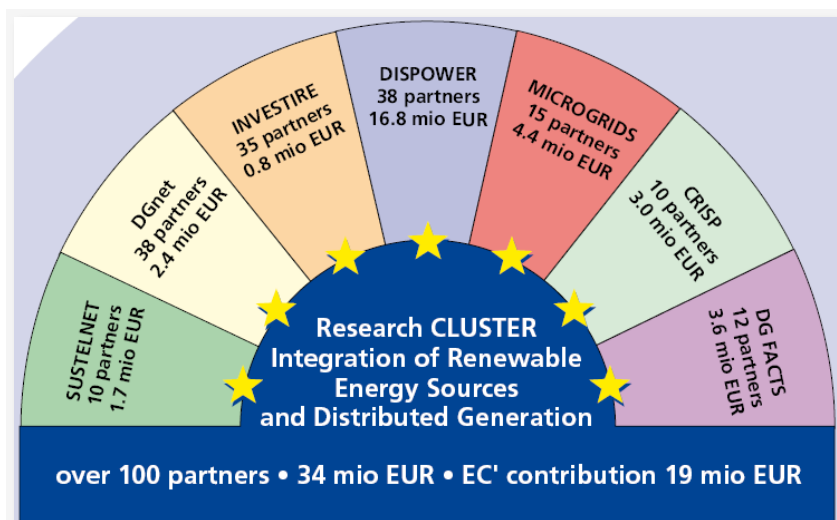 SUSTELNET
10 partners
1.7 mio EUR
DGnet
38 partners
2.4 mio EUR
INVESTIRE
35 partners
0.8 mio EUR
DISPOWER
38 partners
16.8 mio EUR
MICROGRIDS
15 partners
4.4 mio EUR
CRISP
10 partners
3.0 mio EUR
DG FACTS
12 partners
3.6 mio EUR
Research CLUSTER
Integration of Renewable
Energy Sources
and Distributed Generation
over 100 partners • 34 mio EUR • EC' contribution 19 mio EUR